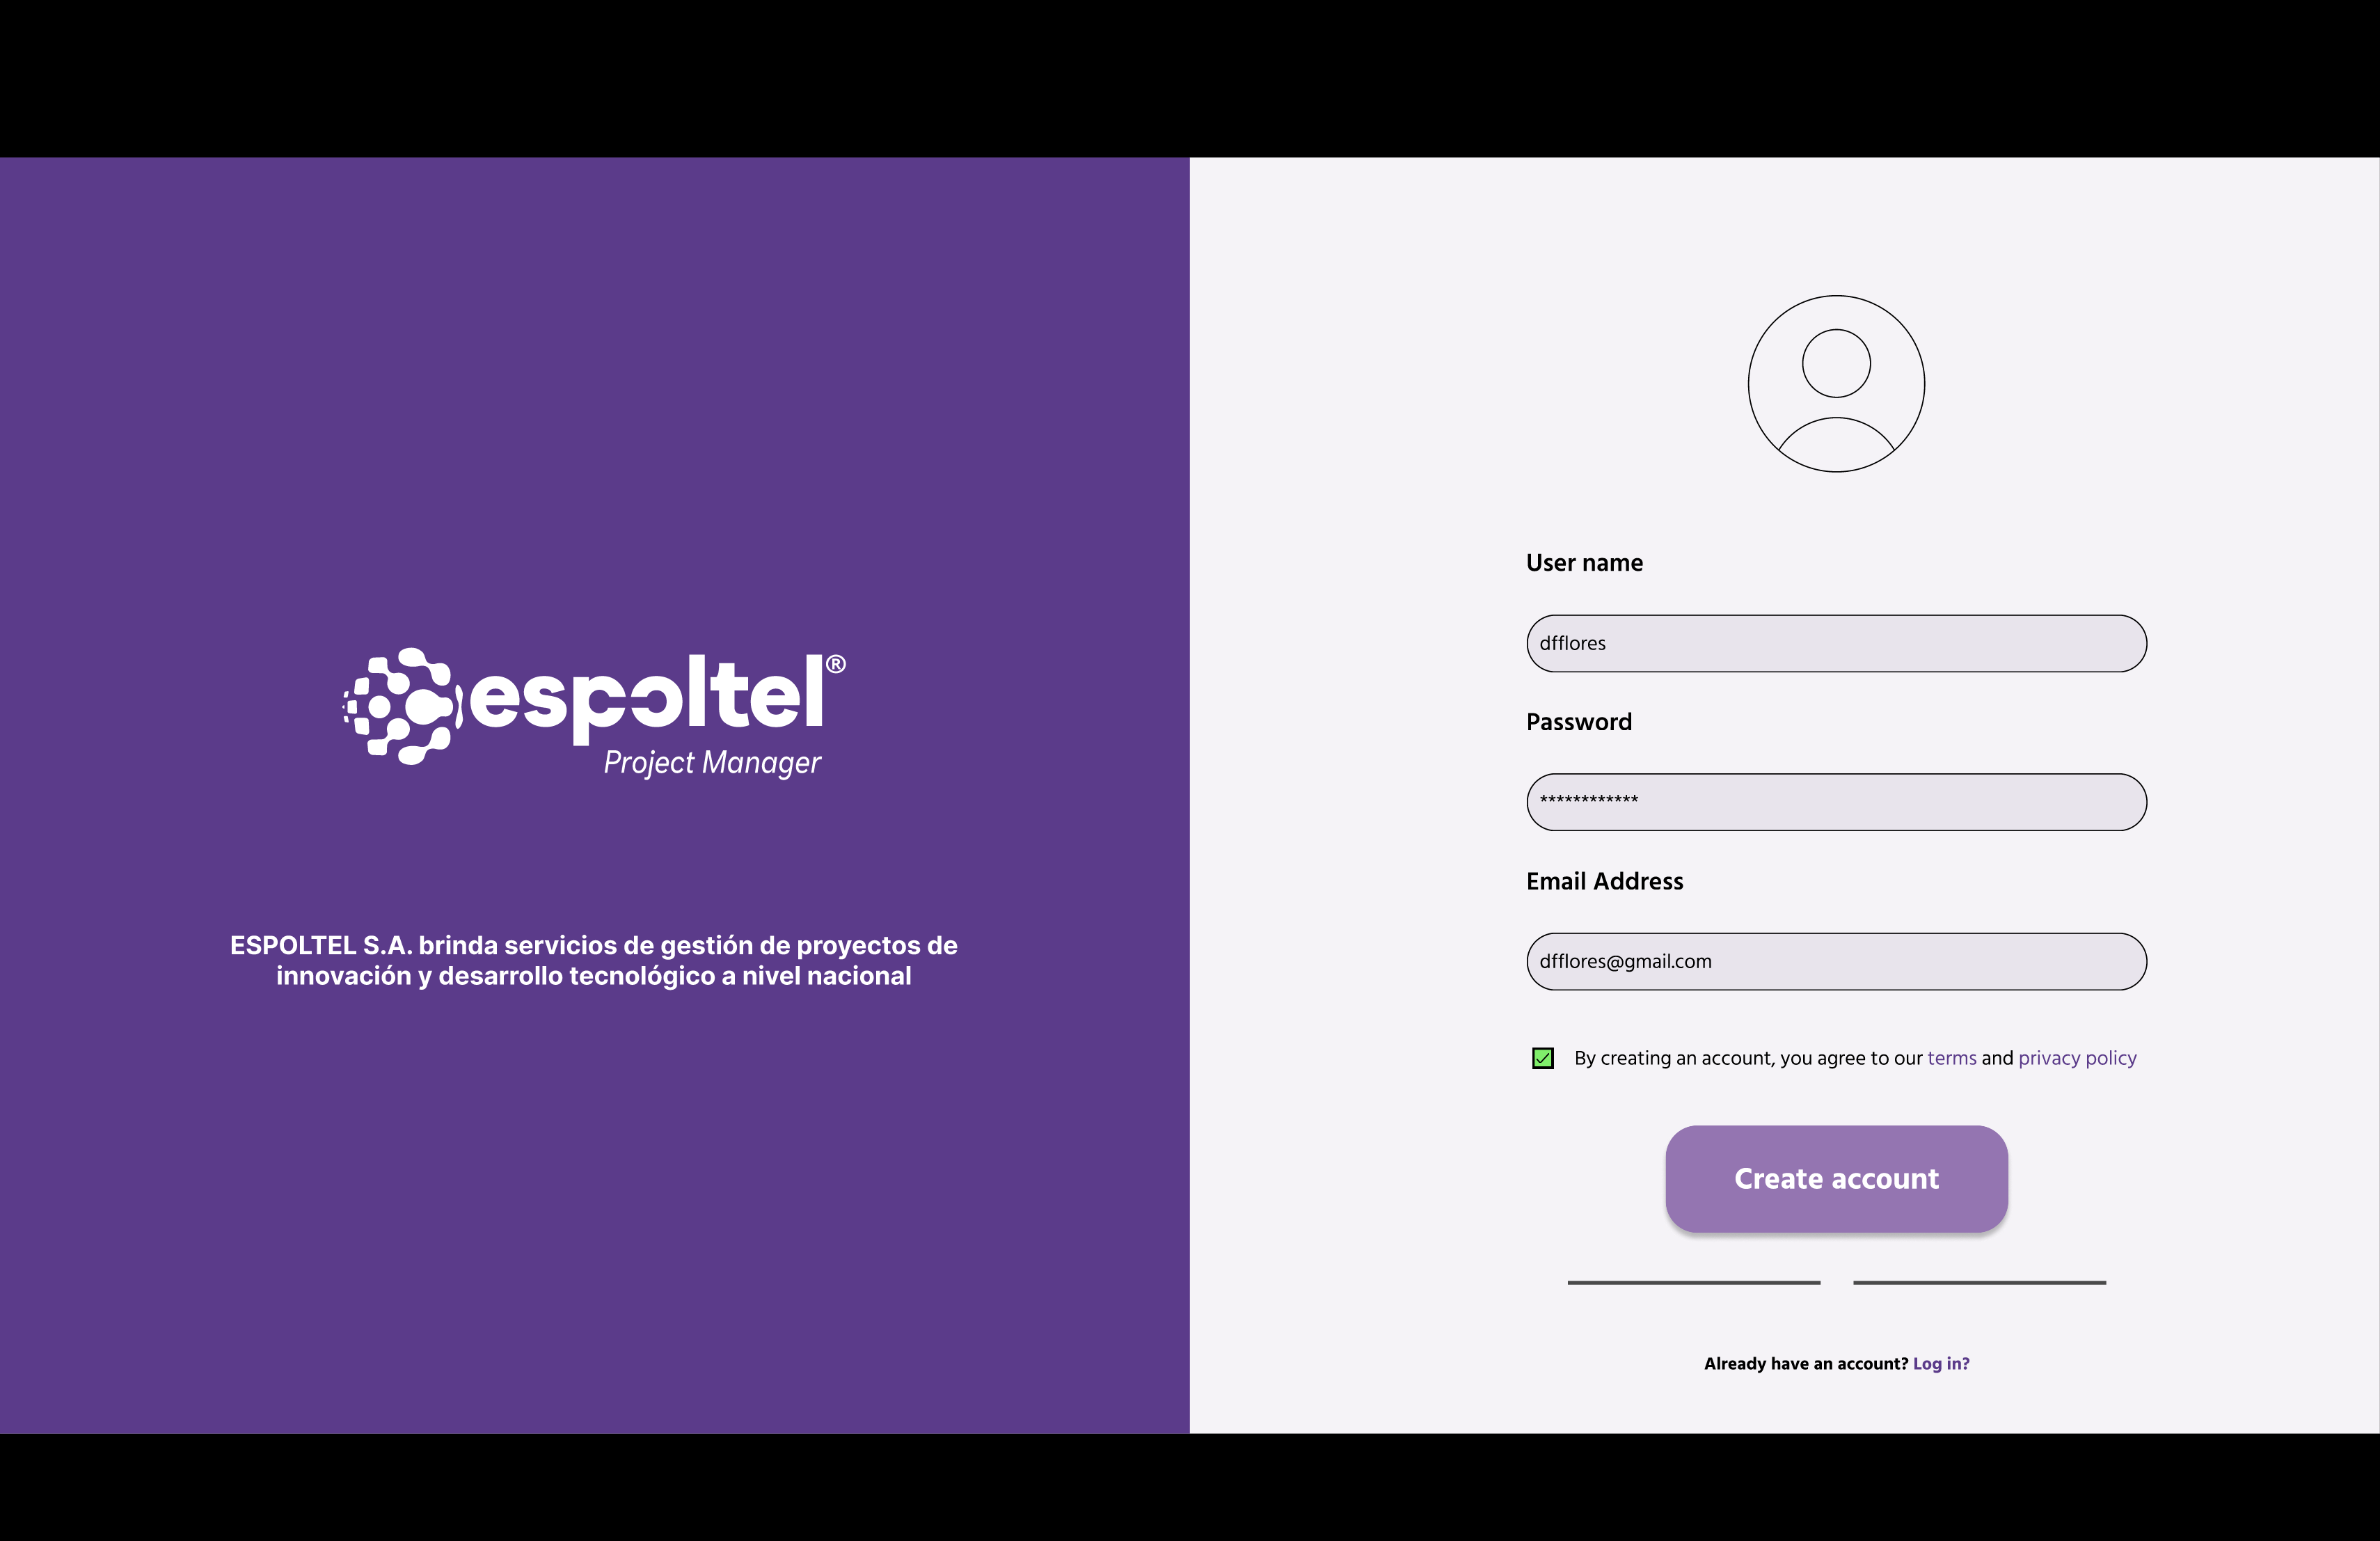 espoltel®
Project Manager
ESPOLTEL S.A. brinda servicios de gestión de proyectos de
innovación y desarrollo tecnológico a nivel nacional
User name
dfflores
Password
************
Email Address
dfflores@gmail.com
By creating an account, you agree to our terms and privacy policy
Create account
Already have an account? Log in?